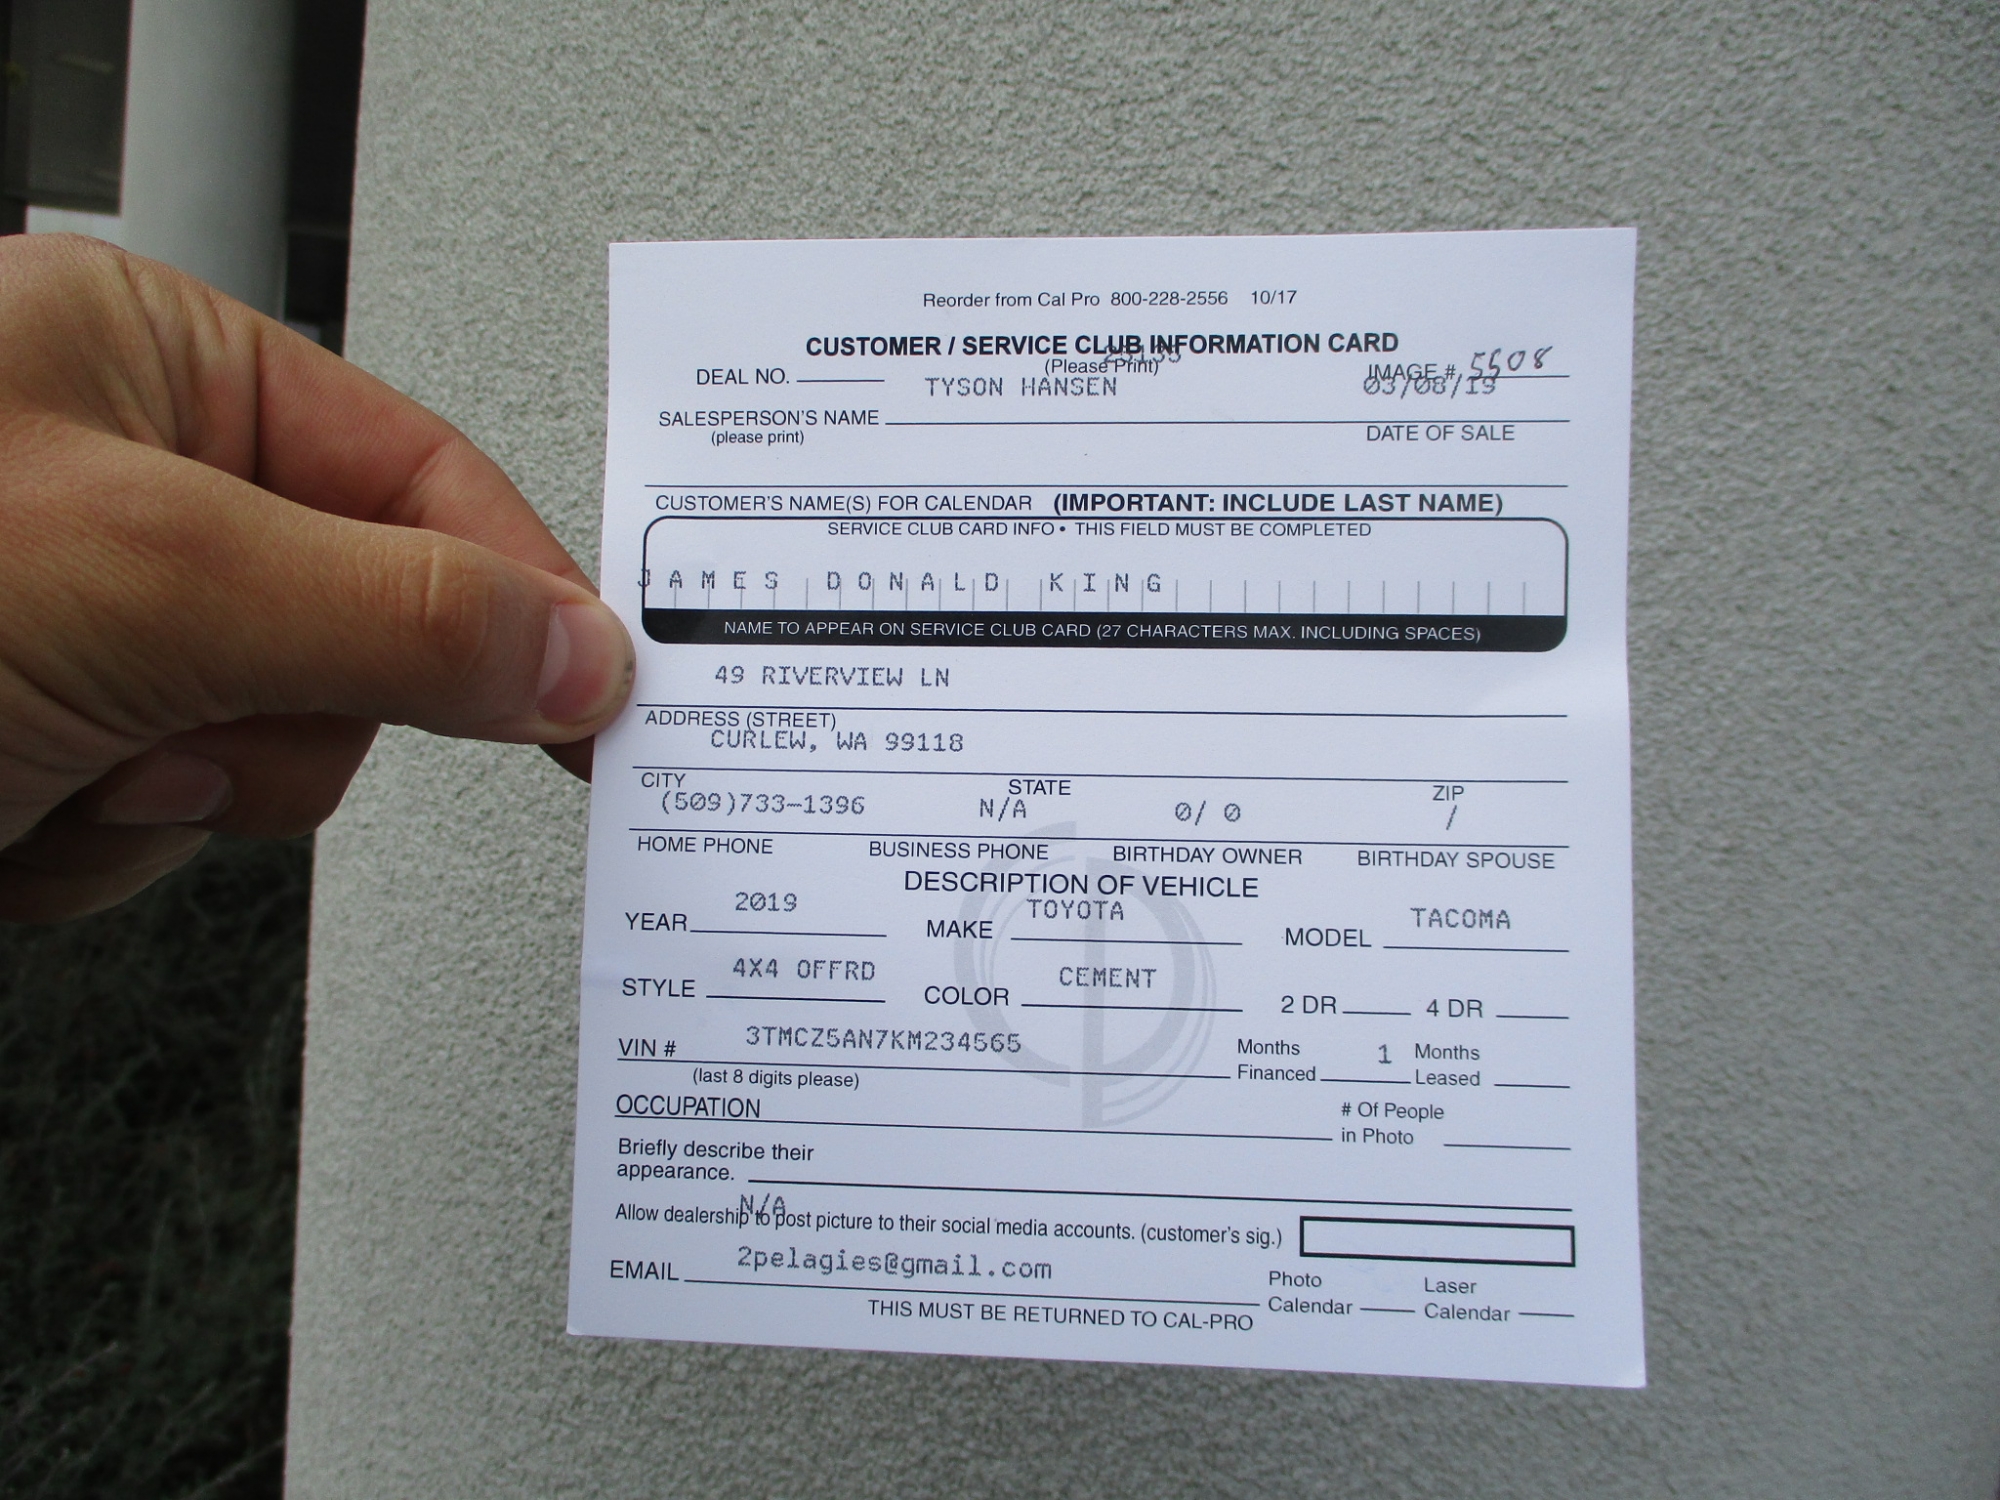 Reorder from Cal Pro 800-228-2556 10/17
CUSTOMER / SERVICE CLUB INFORMATION CARD
(Please Print)
DEAL NO. IMAGE # 5508
TYSON HANSEN 03/08/19
SALESPERSON'S NAME
(please print) DATE OF SALE
CUSTOMER'S NAME(S) FOR CALENDAR (IMPORTANT: INCLUDE LAST NAME)
SERVICE CLUB CARD INFO • THIS FIELD MUST BE COMPLETED
JAMES DONALD KING
NAME TO APPEAR ON SERVICE CLUB CARD (27 CHARACTERS MAX. INCLUDING SPACES)
49 RIVERVIEW LN
ADDRESS (STREET)
CURLEW, WA 99118
CITY STATE ZIP
(509)733-1396 N/A 0/ 0 /
HOME PHONE BUSINESS PHONE BIRTHDAY OWNER BIRTHDAY SPOUSE
DESCRIPTION OF VEHICLE
YEAR 2019 MAKE TOYOTA MODEL TACOMA
STYLE 4X4 OFFRD COLOR CEMENT 2 DR 4 DR
VIN # 3TMCZ5AN7KM234565 Months Financed 1 Months Leased
(last 8 digits please)
OCCUPATION # Of People in Photo
Briefly describe their
appearance.
N/A
Allow dealership to post picture to their social media accounts. (customer's sig.)
EMAIL 2pelagies@gmail.com Photo Calendar Laser Calendar
THIS MUST BE RETURNED TO CAL-PRO